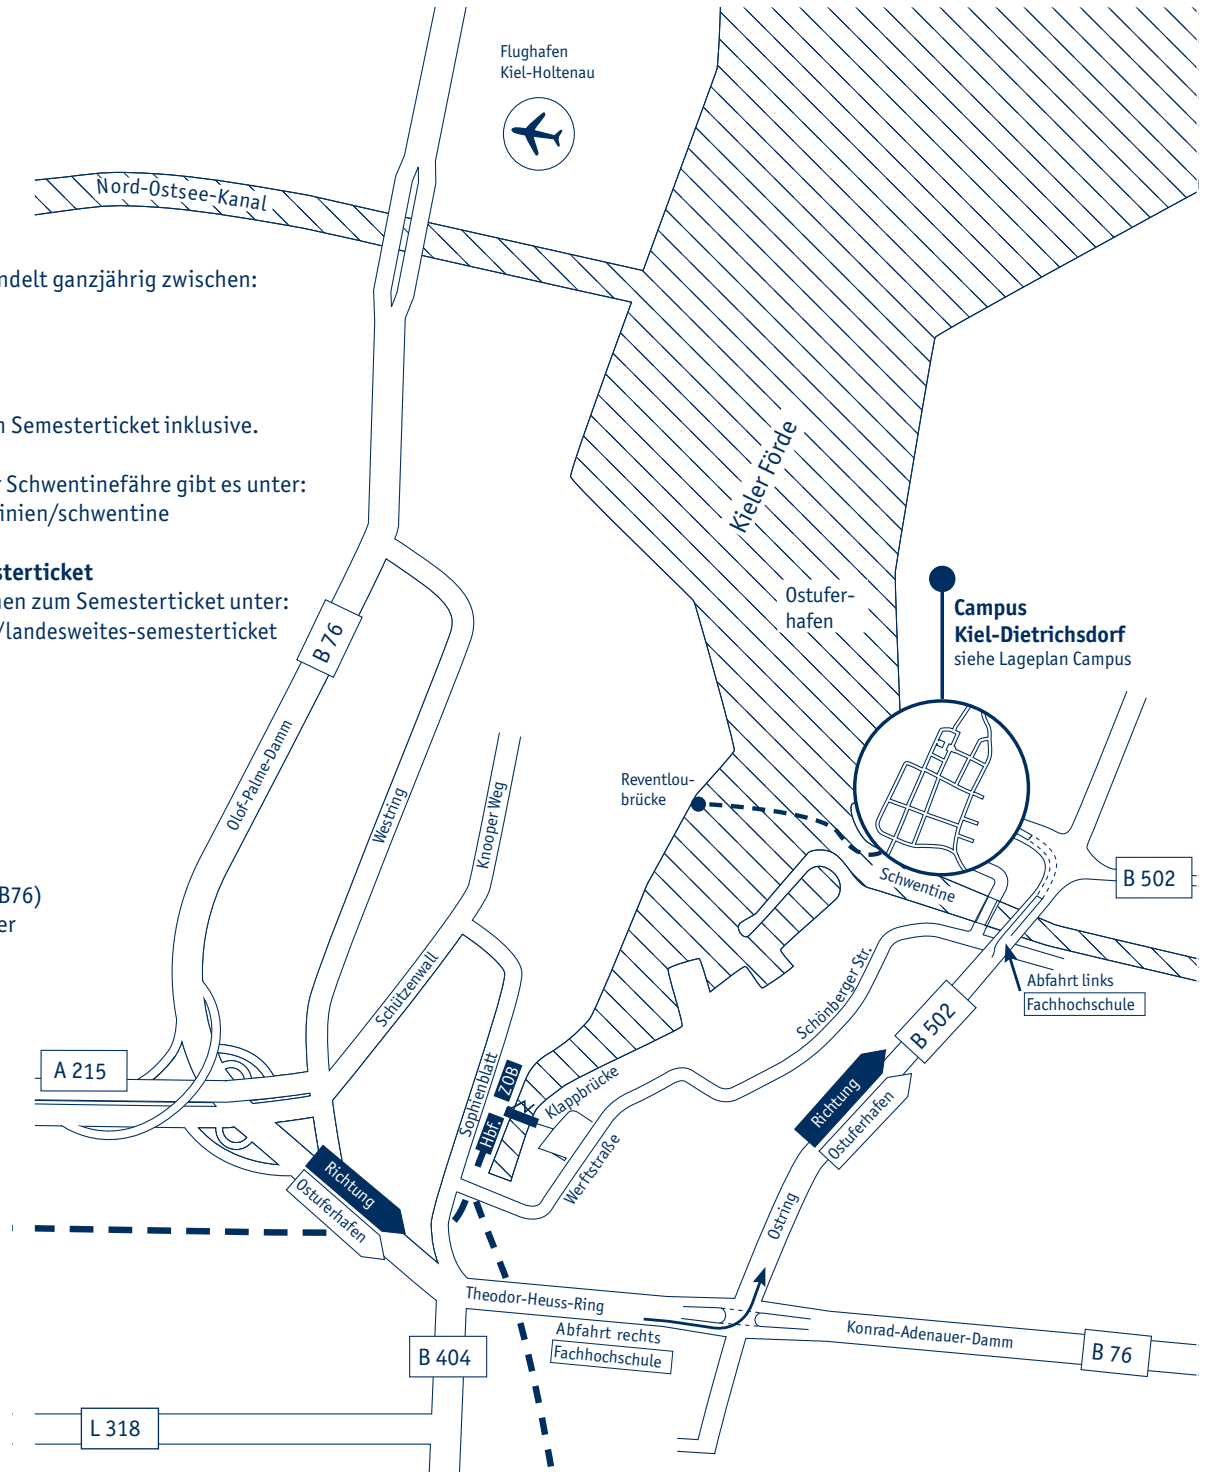 Flughafen
Kiel-Holtenau
Nord-Ostsee-Kanal
ndelt ganzjährig zwischen:
Semesterticket inklusive.
Schwentinefähre gibt es unter:
inien/schwentine
sterticket
nen zum Semesterticket unter:
/landesweites-semesterticket
Kieler Förde
Ostufer-
hafen
Campus
Kiel-Dietrichsdorf
siehe Lageplan Campus
B 76
Olof-Palme-Damm
Westring
Knooper Weg
Reventlou-
brücke
Schwentine
B 502
B76)
er
Schützenwall
Schönberger Str.
Abfahrt links
Fachhochschule
B 502
A 215
Sophienblatt
ZOB
Hbf.
Klappbrücke
Werftstraße
Richtung
Ostuferhafen
Richtung
Ostuferhafen
Ostring
Theodor-Heuss-Ring
Abfahrt rechts
Fachhochschule
Konrad-Adenauer-Damm
B 76
B 404
L 318